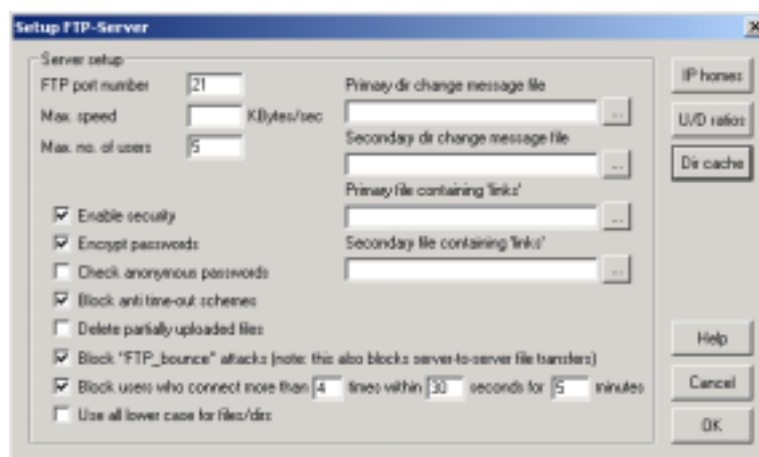 Setup FTP-Server
Server setup
FTP port number 21
Max. speed KBytes/sec
Max. no. of users 5
Primary dir change message file
...
Secondary dir change message file
...
Primary file containing 'links'
...
Secondary file containing 'links'
...
Enable security
Encrypt passwords
Check anonymous passwords
Block anti time-out schemes
Delete partially uploaded files
Block "FTP_bounce" attacks (note: this also blocks server-to-server file transfers)
Block users who connect more than 4 times within 30 seconds for 5 minutes
Use all lower case for files/dirs
IP homes
U/D ratios
Dir cache
Help
Cancel
OK